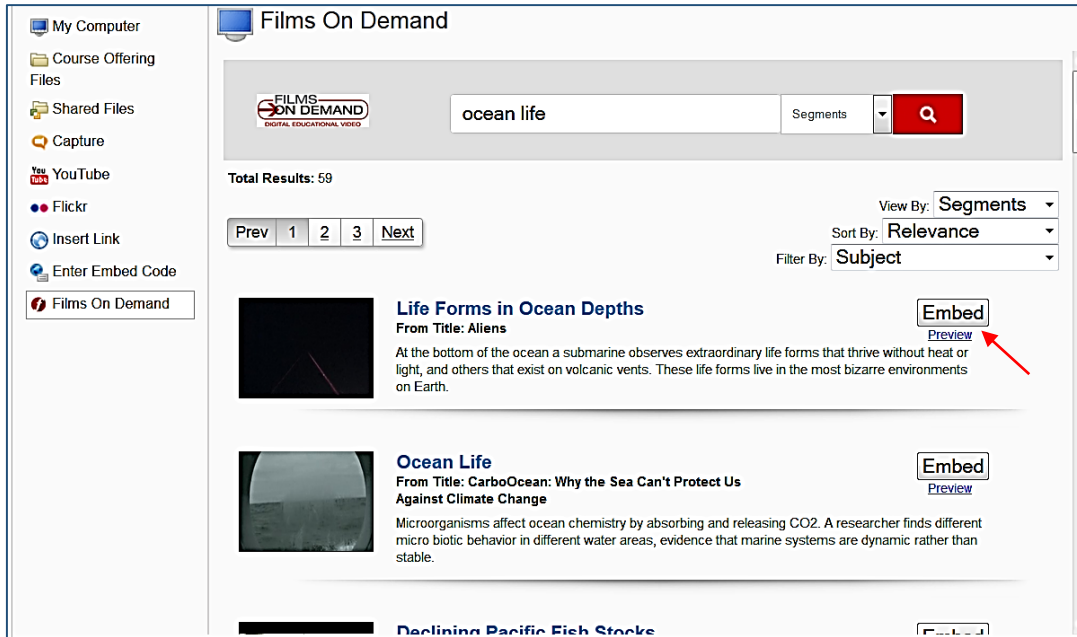 My Computer
Course Offering
Files
Shared Files
Capture
You
Tube
YouTube
Flickr
Insert Link
Enter Embed Code
Films On Demand
Films On Demand
FILMS
ON DEMAND
DIGITAL EDUCATIONAL VIDEO
ocean life
Segments
Total Results: 59
View By: Segments
Prev 1 2 3 Next
Sort By: Relevance
Filter By: Subject
Life Forms in Ocean Depths
Embed
From Title: Aliens
Preview
At the bottom of the ocean a submarine observes extraordinary life forms that thrive without heat or
light, and others that exist on volcanic vents. These life forms live in the most bizarre environments
on Earth.
Ocean Life
Embed
From Title: CarboOcean: Why the Sea Can't Protect Us
Preview
Against Climate Change
Microorganisms affect ocean chemistry by absorbing and releasing CO2. A researcher finds different
micro biotic behavior in different water areas, evidence that marine systems are dynamic rather than
stable.
Declining Pacific Fish Stocks
Embed